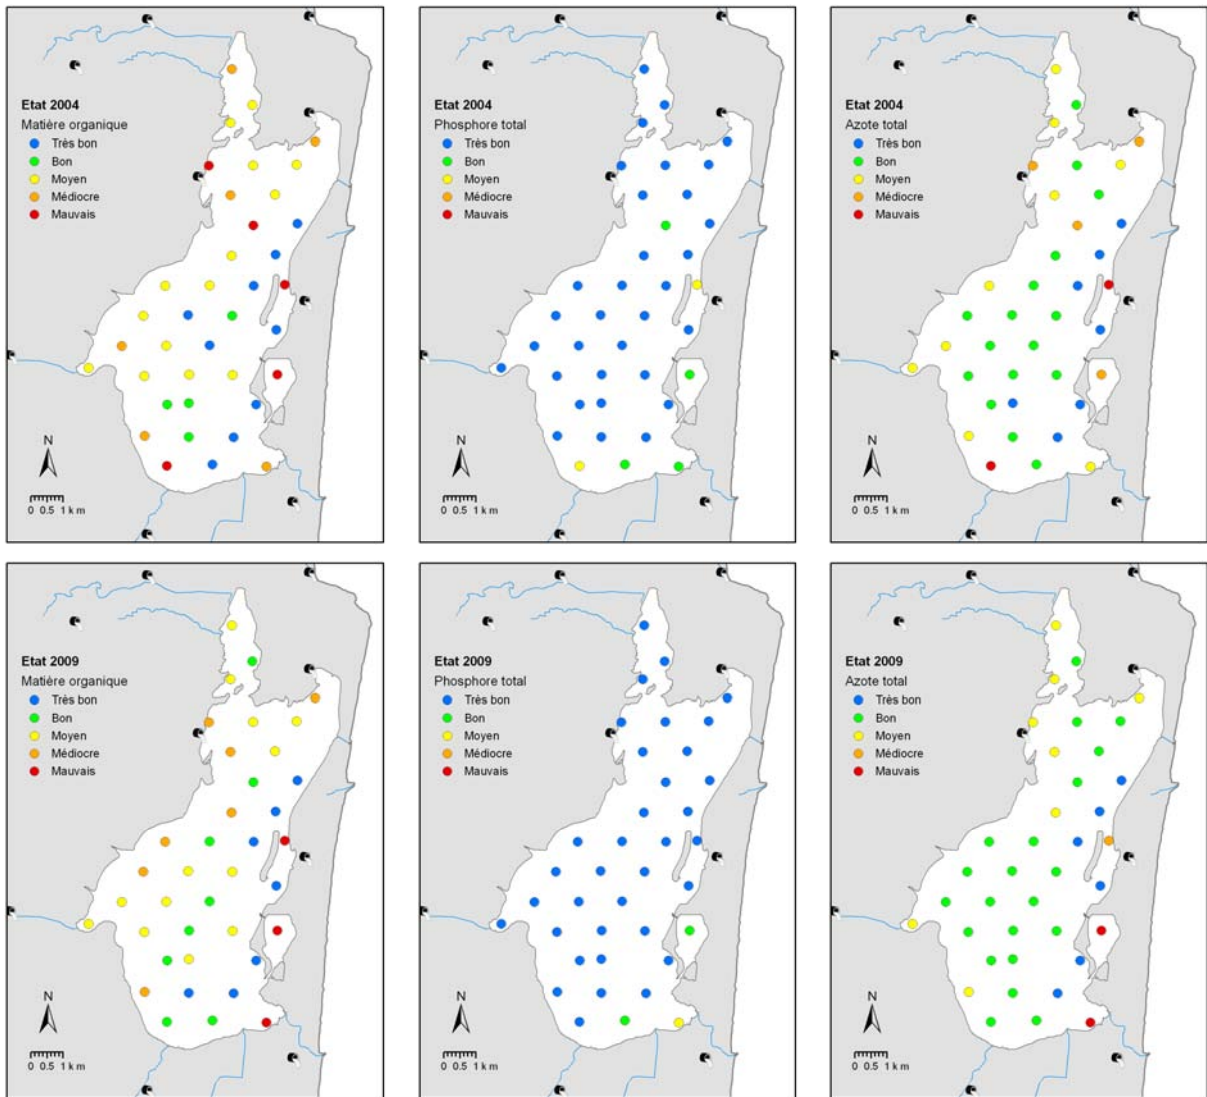 Etat 2004
Matière organique
Très bon
Bon
Moyen
Médiocre
Mauvais
N
0 0.5 1 km
Etat 2004
Phosphore total
Très bon
Bon
Moyen
Médiocre
Mauvais
N
0 0.5 1 km
Etat 2004
Azote total
Très bon
Bon
Moyen
Médiocre
Mauvais
N
0 0.5 1 km
Etat 2009
Matière organique
Très bon
Bon
Moyen
Médiocre
Mauvais
N
0 0.5 1 km
Etat 2009
Phosphore total
Très bon
Bon
Moyen
Médiocre
Mauvais
N
0 0.5 1 km
Etat 2009
Azote total
Très bon
Bon
Moyen
Médiocre
Mauvais
N
0 0.5 1 km